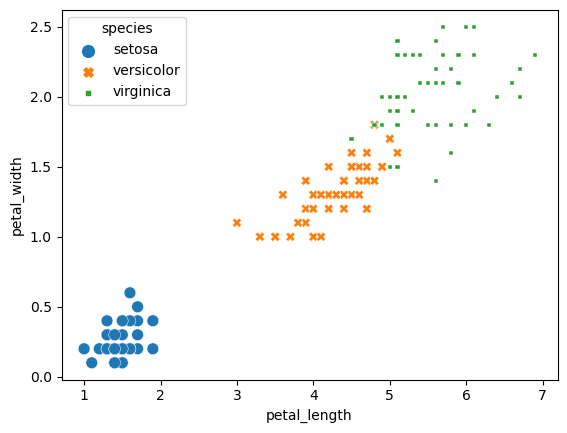 species
setosa
versicolor
virginica
2.5
2.0
1.5
1.0
0.5
0.0
petal_width
1 2 3 4 5 6 7
petal_length